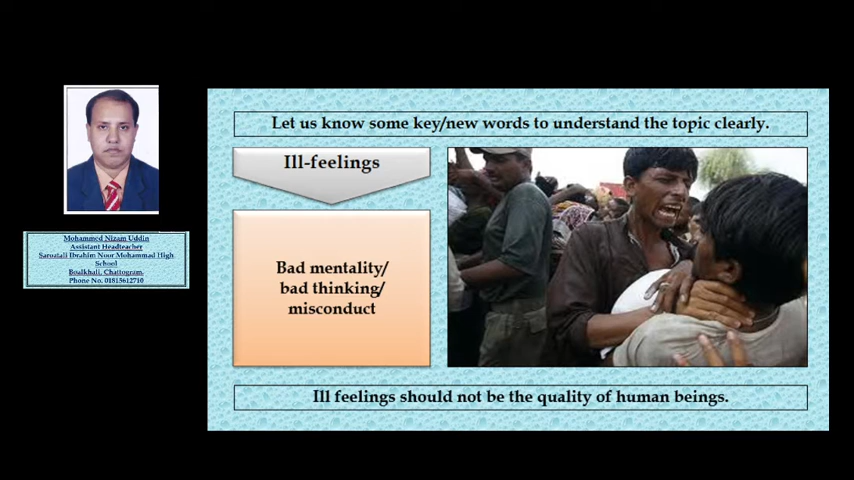 Mohammed Nizam Uddin
Assistant Headteacher
Saroatali Ibrahim Noor Mohammad High
School
Boalkhali, Chattogram.
Phone No. 01815612710
Let us know some key/new words to understand the topic clearly.
Ill-feelings
Bad mentality/
bad thinking/
misconduct
Ill feelings should not be the quality of human beings.